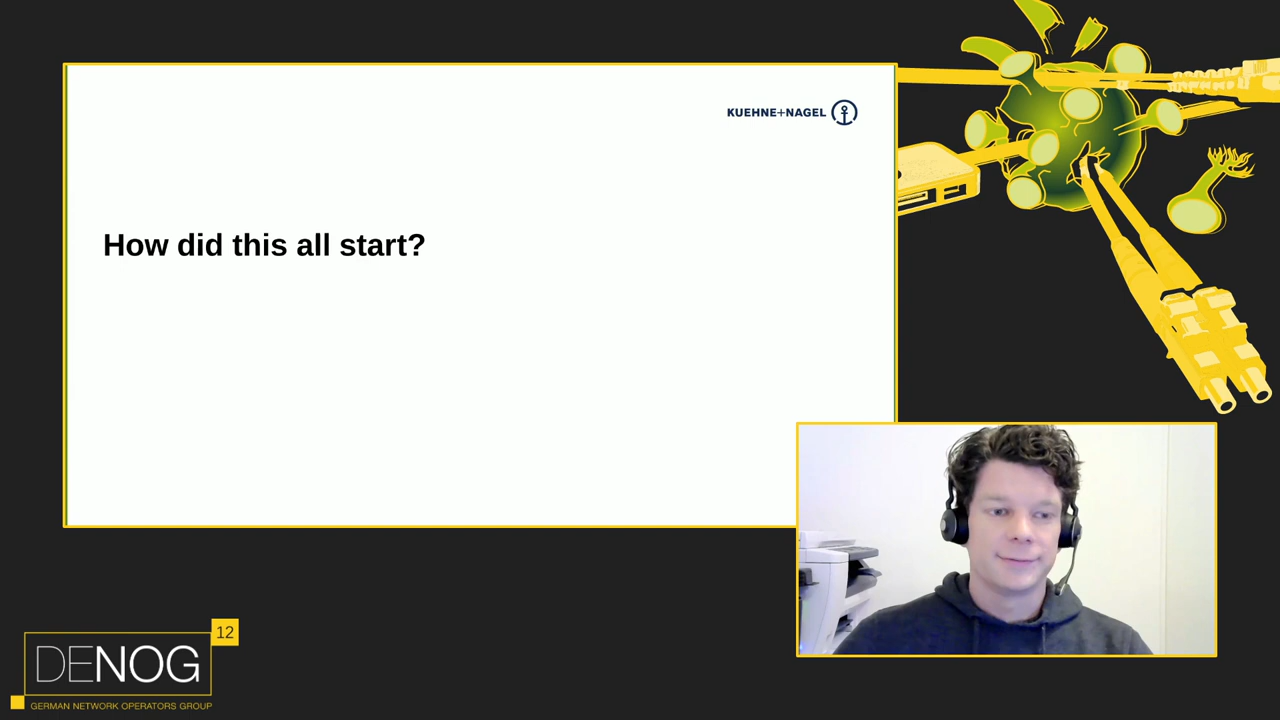 KUEHNE+NAGEL
How did this all start?
12
DENOG
GERMAN NETWORK OPERATORS GROUP